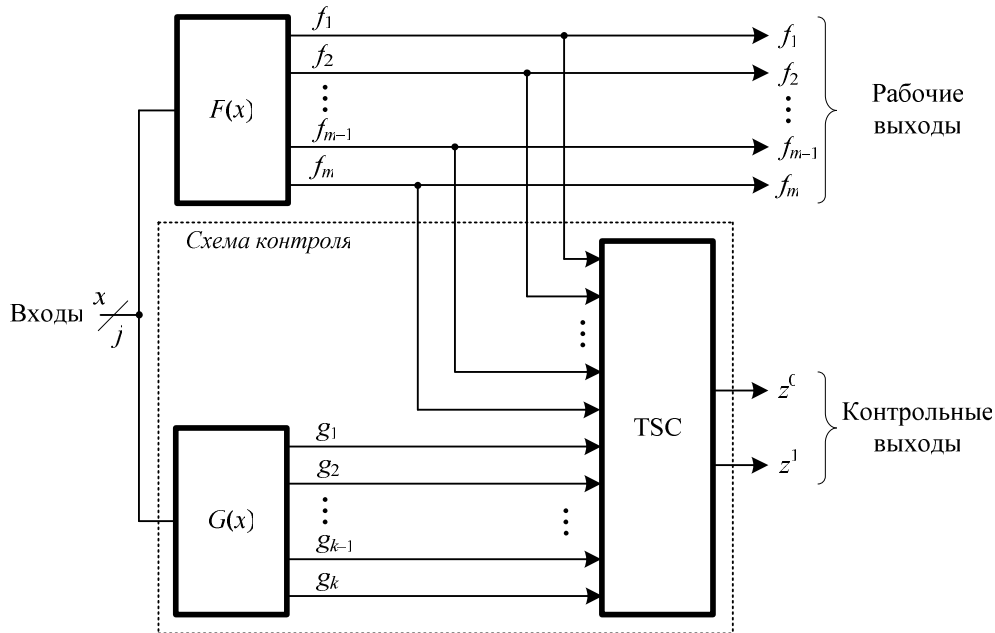 f1
f1
f2
f2
F(x)
Рабочие
выходы
fm–1
fm–1
fm
fm
Схема контроля
Входы
x
j
z0
TSC
Контрольные
выходы
z1
g1
g2
G(x)
gk–1
gk